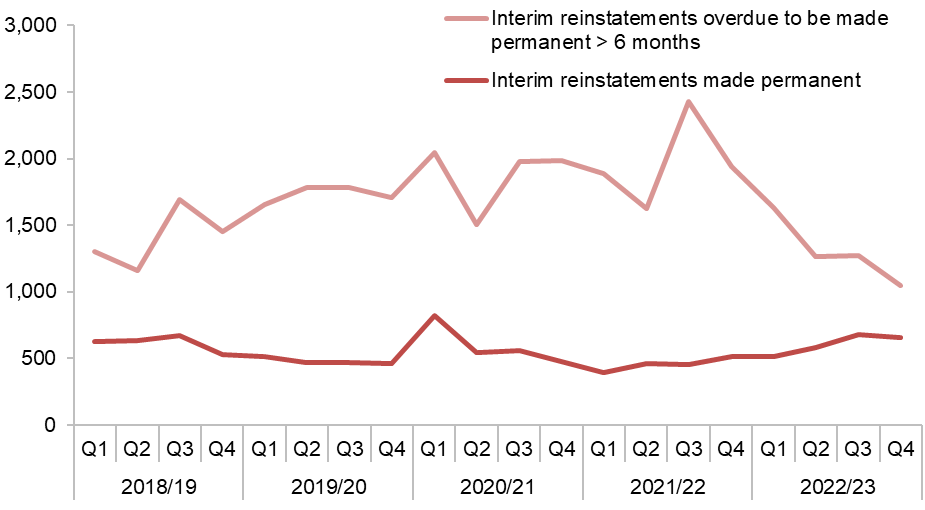 3,000
Interim reinstatements overdue to be made
permanent > 6 months
2,500
Interim reinstatements made permanent
2,000
1,500
1,000
500
0
Q1 Q2 Q3 Q4 Q1 Q2 Q3 Q4 Q1 Q2 Q3 Q4 Q1 Q2 Q3 Q4 Q1 Q2 Q3 Q4
2018/19 2019/20 2020/21 2021/22 2022/23